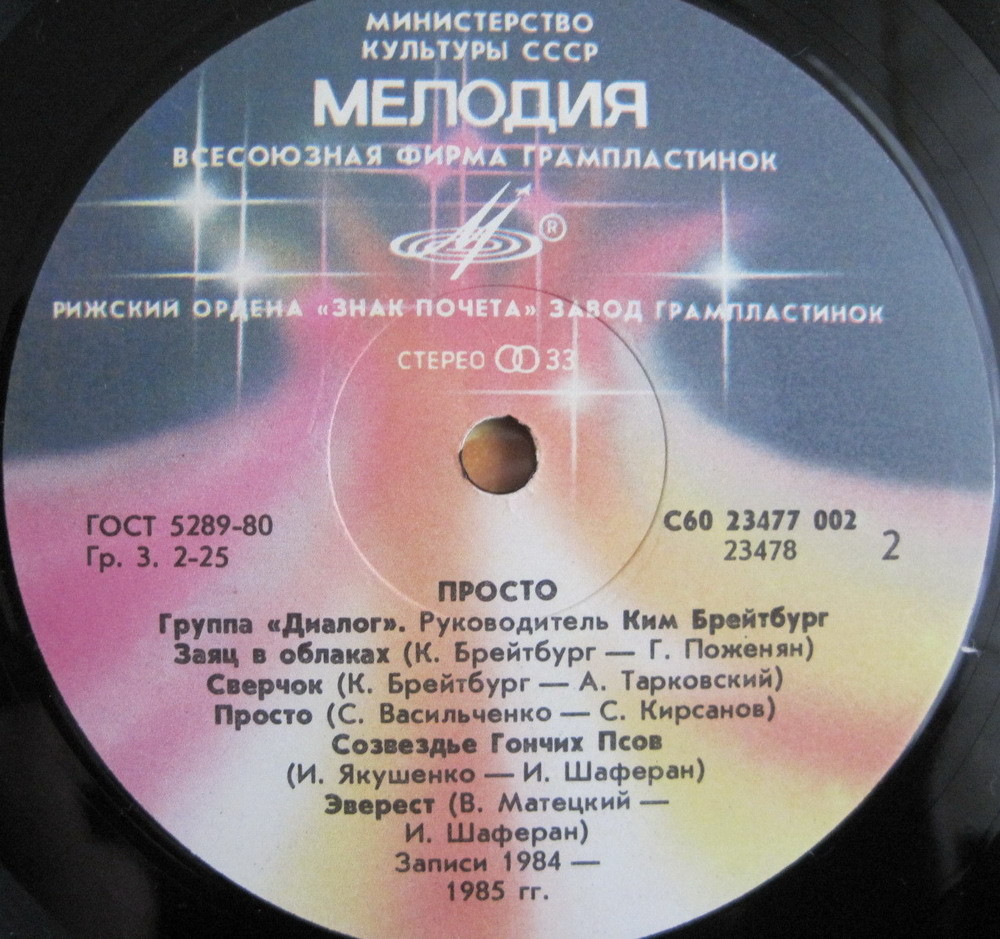 МИНИСТЕРСТВО
КУЛЬТУРЫ СССР
МЕЛОДИЯ
ВСЕСОЮЗНАЯ ФИРМА ГРАМПЛАСТИНОК
М ®
РИЖСКИЙ ОРДЕНА «ЗНАК ПОЧЕТА» ЗАВОД ГРАМПЛАСТИНОК
СТЕРЕО 33
ГОСТ 5289-80
Гр. 3. 2-25
С60 23477 002
23478
2
ПРОСТО
Группа «Диалог». Руководитель Ким Брейтбург
Заяц в облаках (К. Брейтбург — Г. Поженян)
Сверчок (К. Брейтбург — А. Тарковский)
Просто (С. Васильченко — С. Кирсанов)
Созвездье Гончих Псов
(И. Якушенко — И. Шаферан)
Эверест (В. Матецкий —
И. Шаферан)
Записи 1984 —
1985 гг.